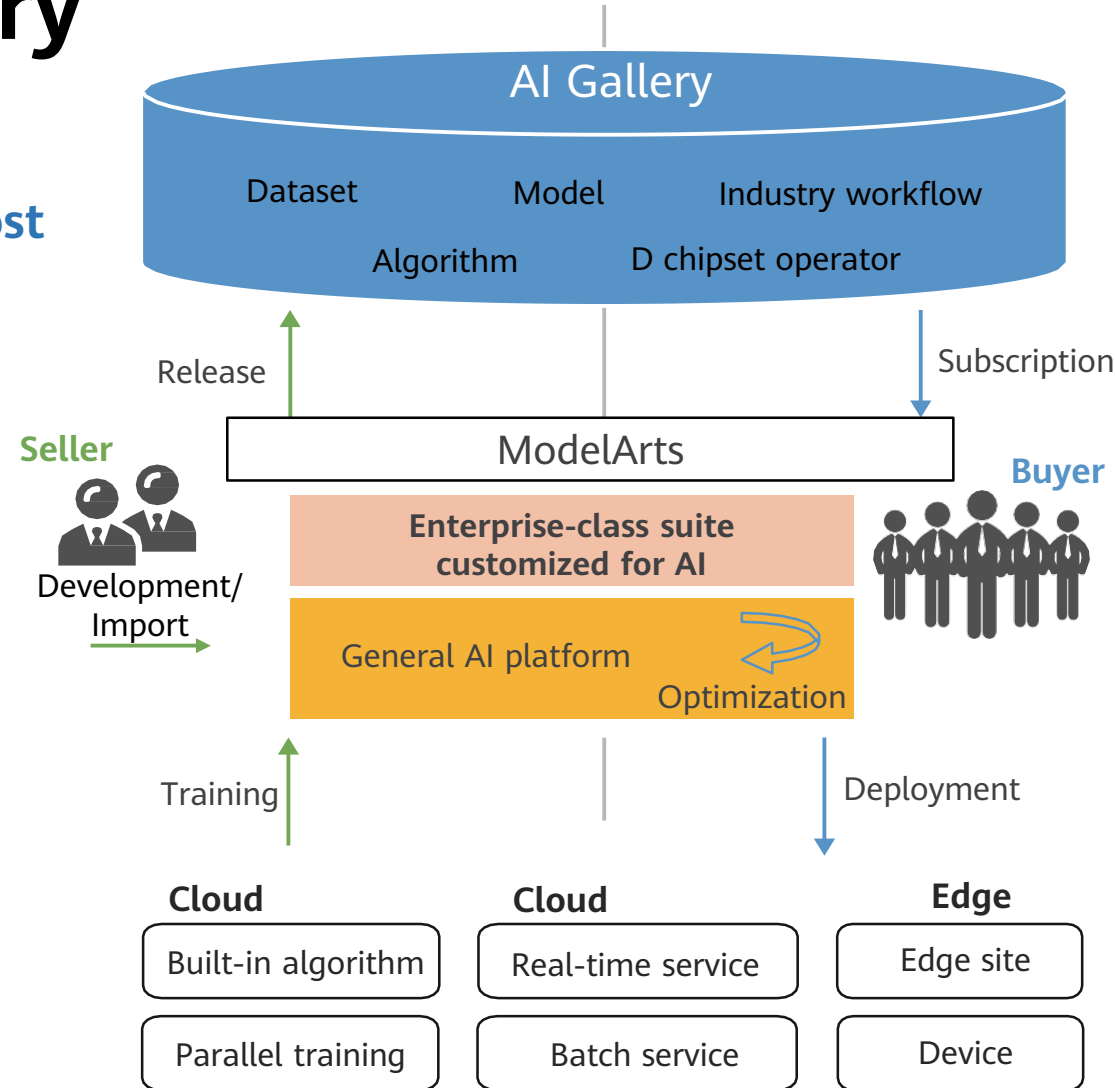 ry
AI Gallery
Dataset Model Industry workflow
ost
Algorithm D chipset operator
Release
Subscription
Seller
ModelArts
Buyer
Enterprise-class suite
customized for AI
Development/
Import
General AI platform
Optimization
Training
Deployment
Cloud Cloud Edge
Built-in algorithm Real-time service Edge site
Parallel training Batch service Device